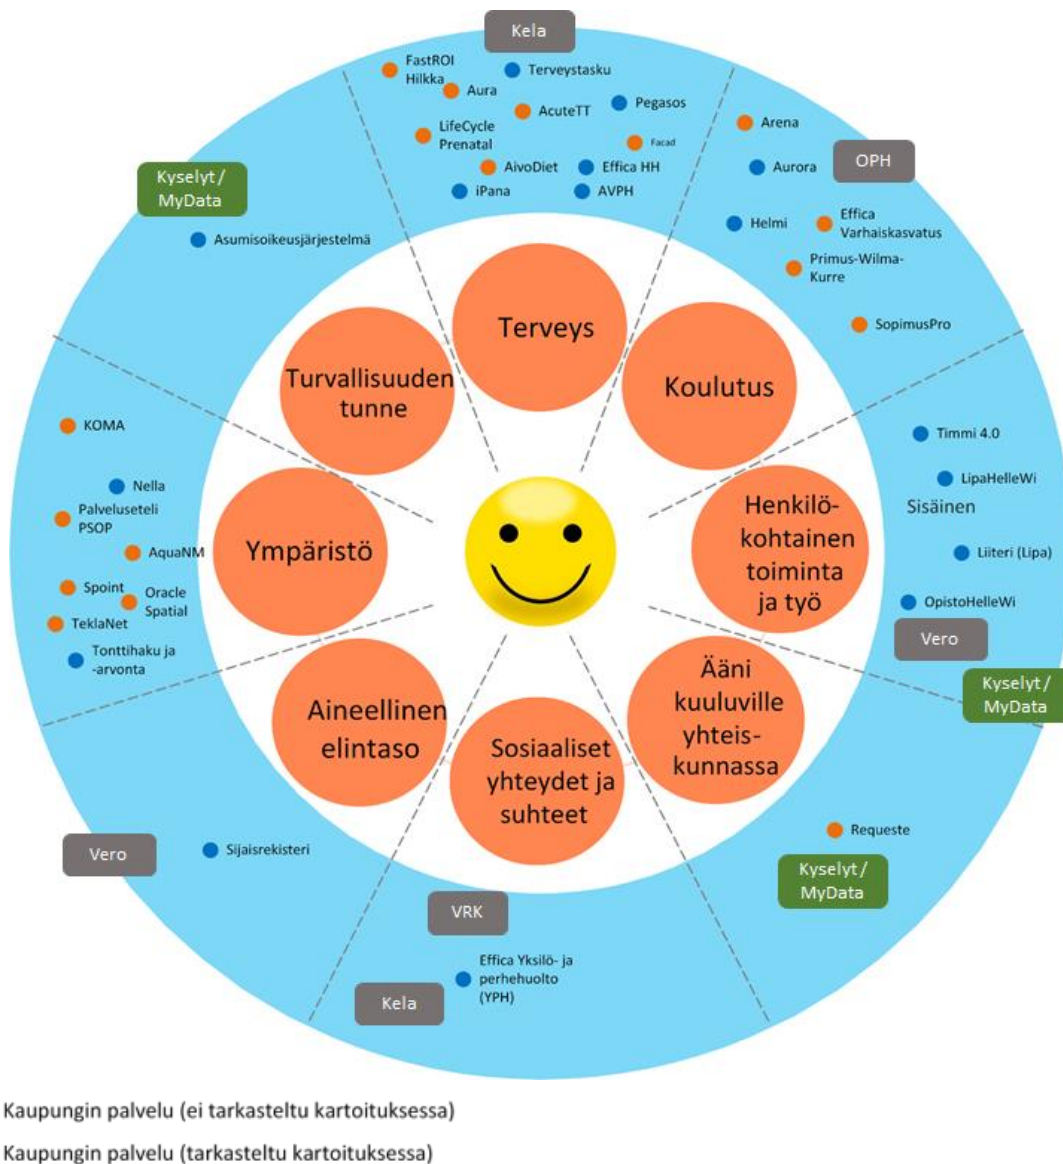 Kela
FastROI
Hilkka
Terveystasku
Aura
Pegasos
AcuteTT
LifeCycle
Prenatal
Facad
AivoDiet
Effica HH
iPana
AVPH
Arena
OPH
Aurora
Helmi
Effica
Varhaiskasvatus
Primus-Wilma-
Kurre
SopimusPro
Kyselyt /
MyData
Asumisoikeusjärjestelmä
Terveys
Koulutus
Turvallisuuden
tunne
Timmi 4.0
LipaHelleWi
Sisäinen
Liiteri (Lipa)
OpistoHelleWi
Vero
Kyselyt /
MyData
Henkilö-
kohtainen
toiminta
ja työ
KOMA
Nella
Palveluseteli
PSOP
AquaNM
Spoint
Oracle
Spatial
TeklaNet
Tonttihaku ja
-arvonta
Ympäristö
Ääni
kuuluville
yhteis-
kunnassa
Aineellinen
elintaso
Sosiaaliset
yhteydet ja
suhteet
Requeste
Kyselyt /
MyData
Vero
Sijaisrekisteri
VRK
Effica Yksilö- ja
perhehuolto
(YPH)
Kela
Kaupungin palvelu (ei tarkasteltu kartoituksessa)
Kaupungin palvelu (tarkasteltu kartoituksessa)